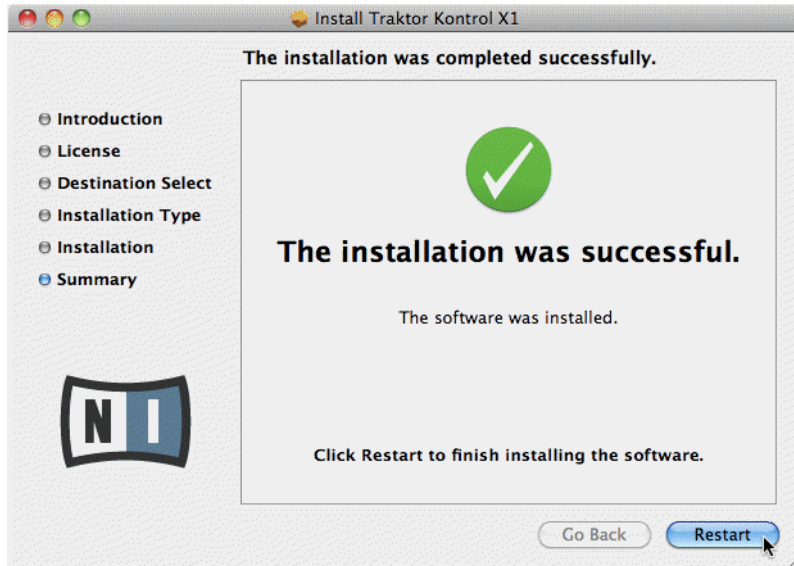 Install Traktor Kontrol X1
The installation was completed successfully.
Introduction
License
Destination Select
Installation Type
Installation
Summary
The installation was successful.
The software was installed.
Click Restart to finish installing the software.
NI
Go Back
Restart